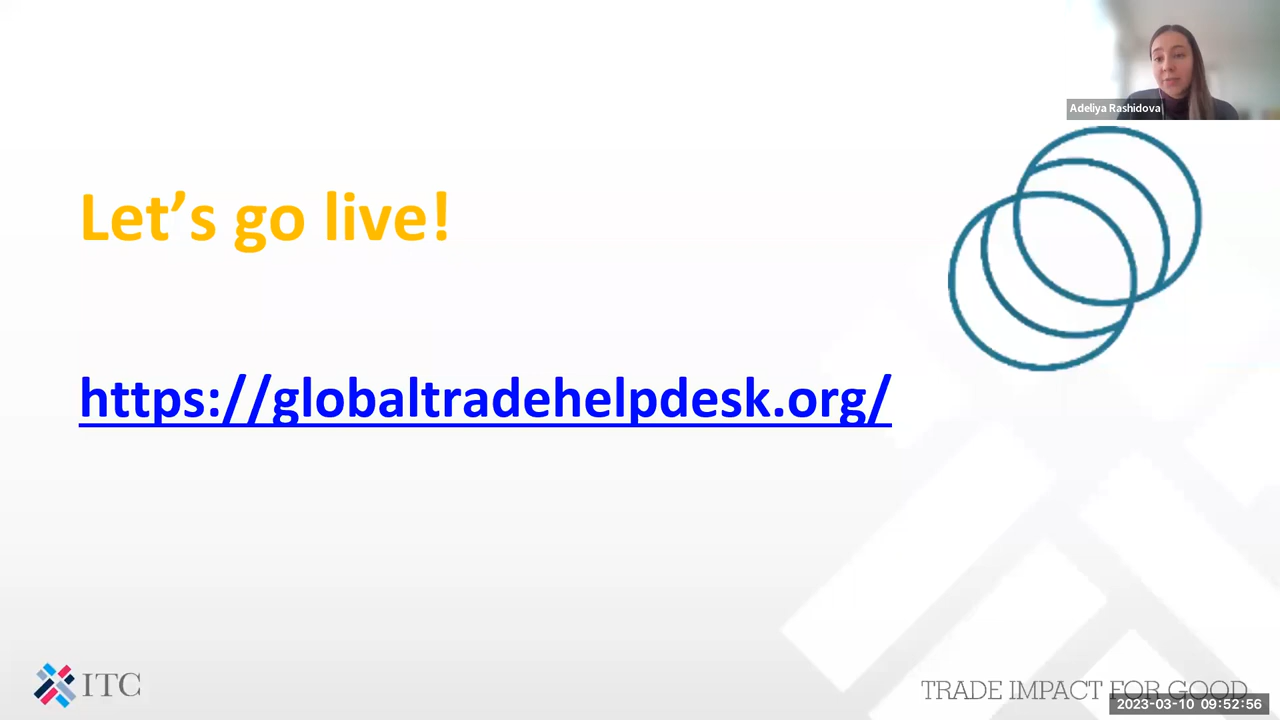 Adeliya Rashidova
Let’s go live!
https://globaltradehelpdesk.org/
ITC
TRADE IMPACT FOR GOOD
2023-03-10 09:52:56